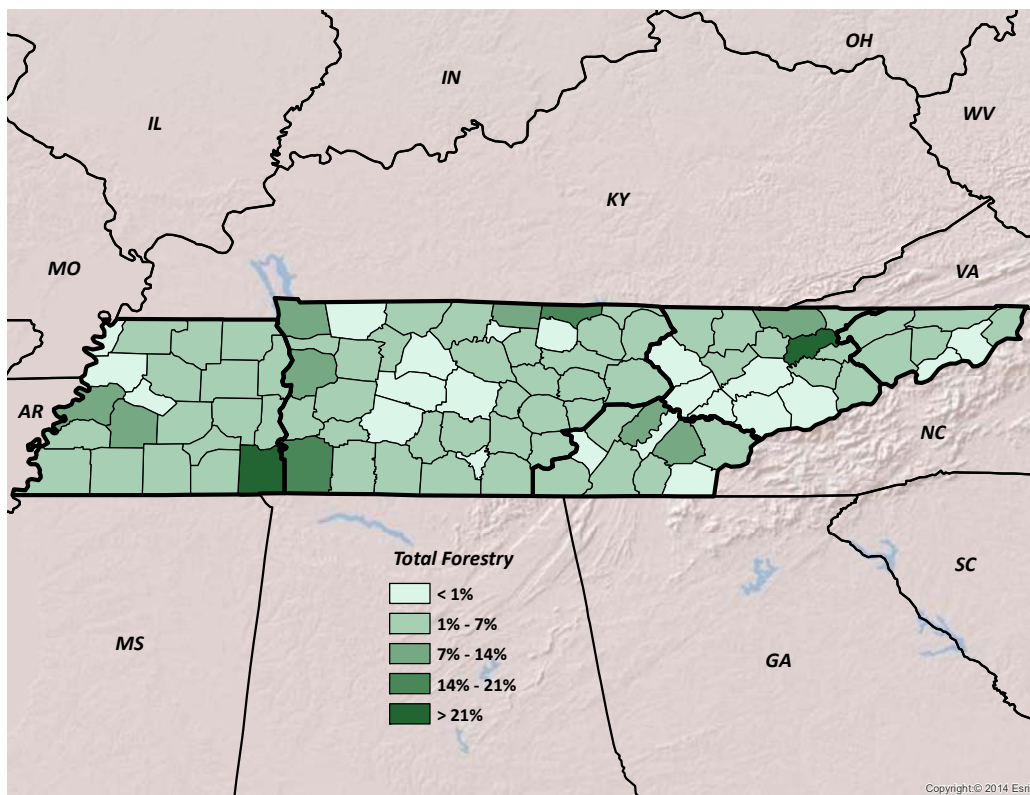 OH
IN
WV
IL
KY
MO
VA
AR
NC
Total Forestry
< 1%
1% - 7%
7% - 14%
14% - 21%
> 21%
SC
MS
GA
Copyright:© 2014 Esri